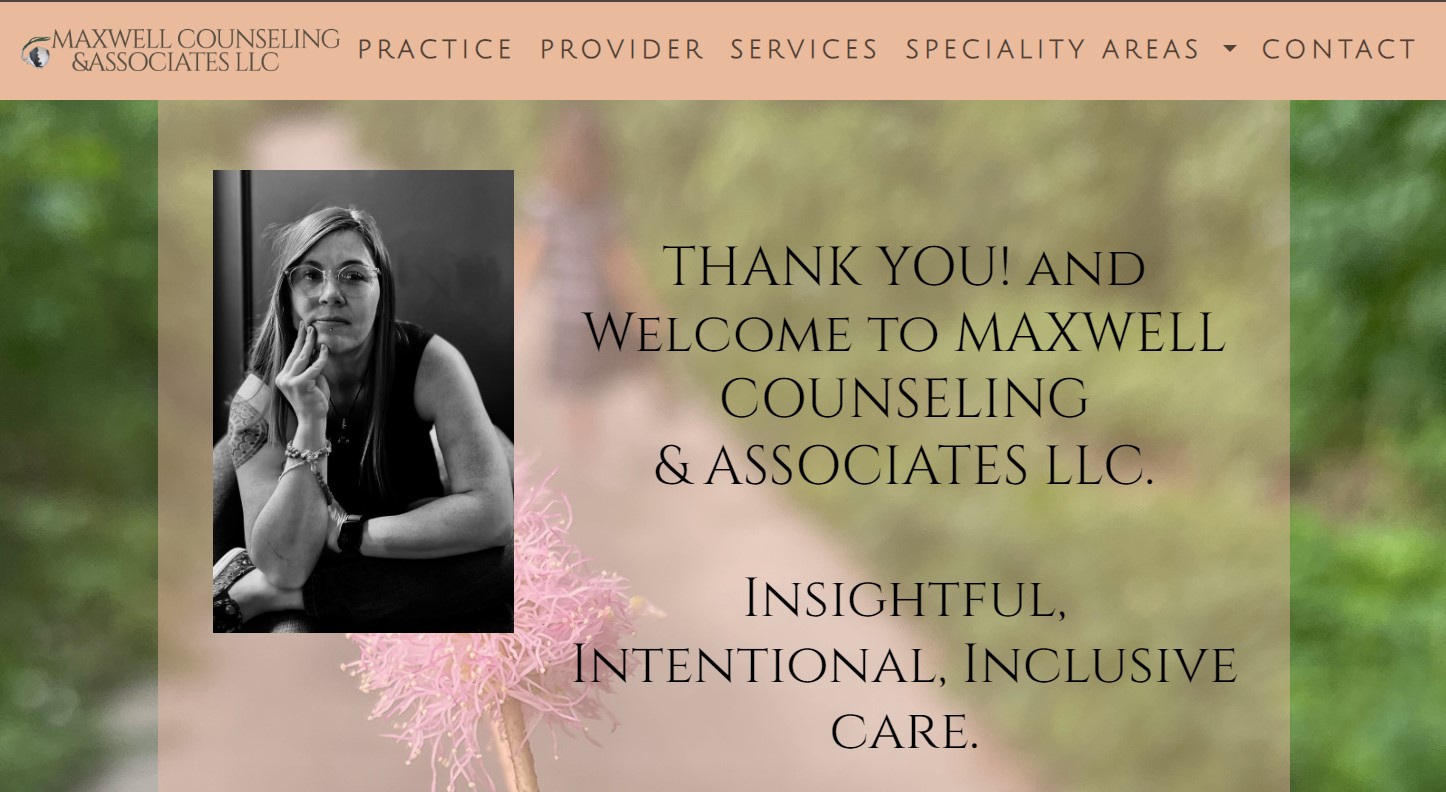 MAXWELL COUNSELING
&ASSOCIATES LLC
PRACTICE PROVIDER SERVICES SPECIALITY AREAS CONTACT
THANK YOU! AND
WELCOME TO MAXWELL
COUNSELING
& ASSOCIATES LLC.
INSIGHTFUL,
INTENTIONAL, INCLUSIVE
CARE.